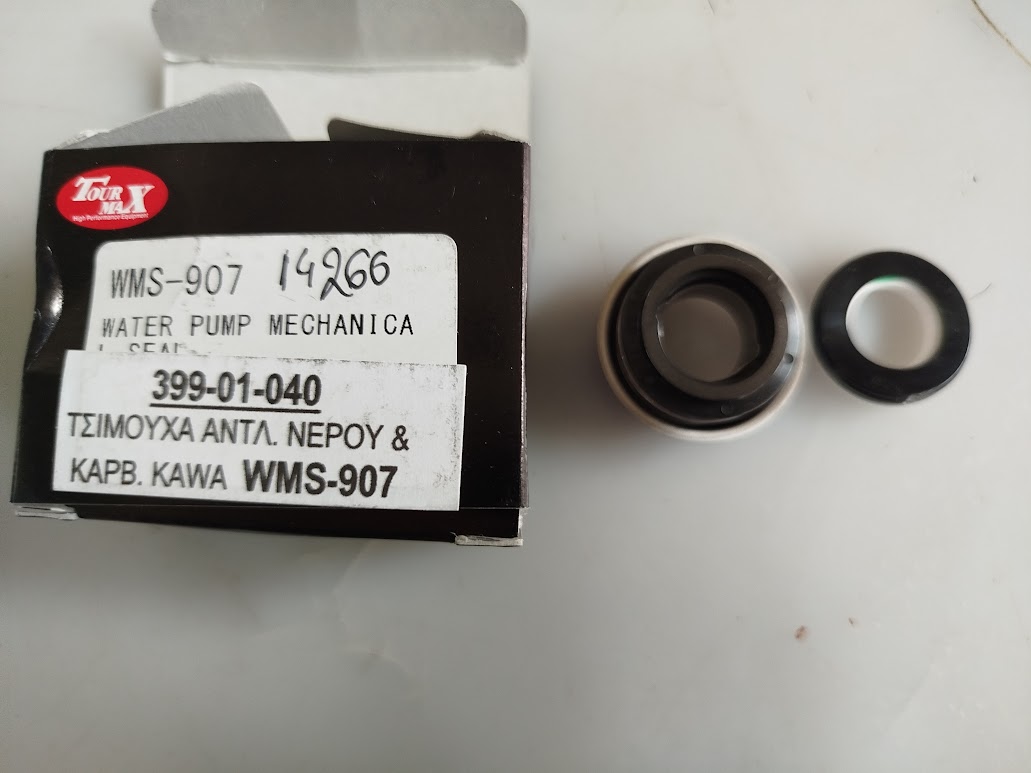 TOUR
MAX
High Performance Equipment
WMS-907 14266
WATER PUMP MECHANICA
L SEAL
399-01-040
ΤΣΙΜΟΥΧΑ ΑΝΤΛ. ΝΕΡΟΥ &
ΚΑΡΒ. KAWA WMS-907